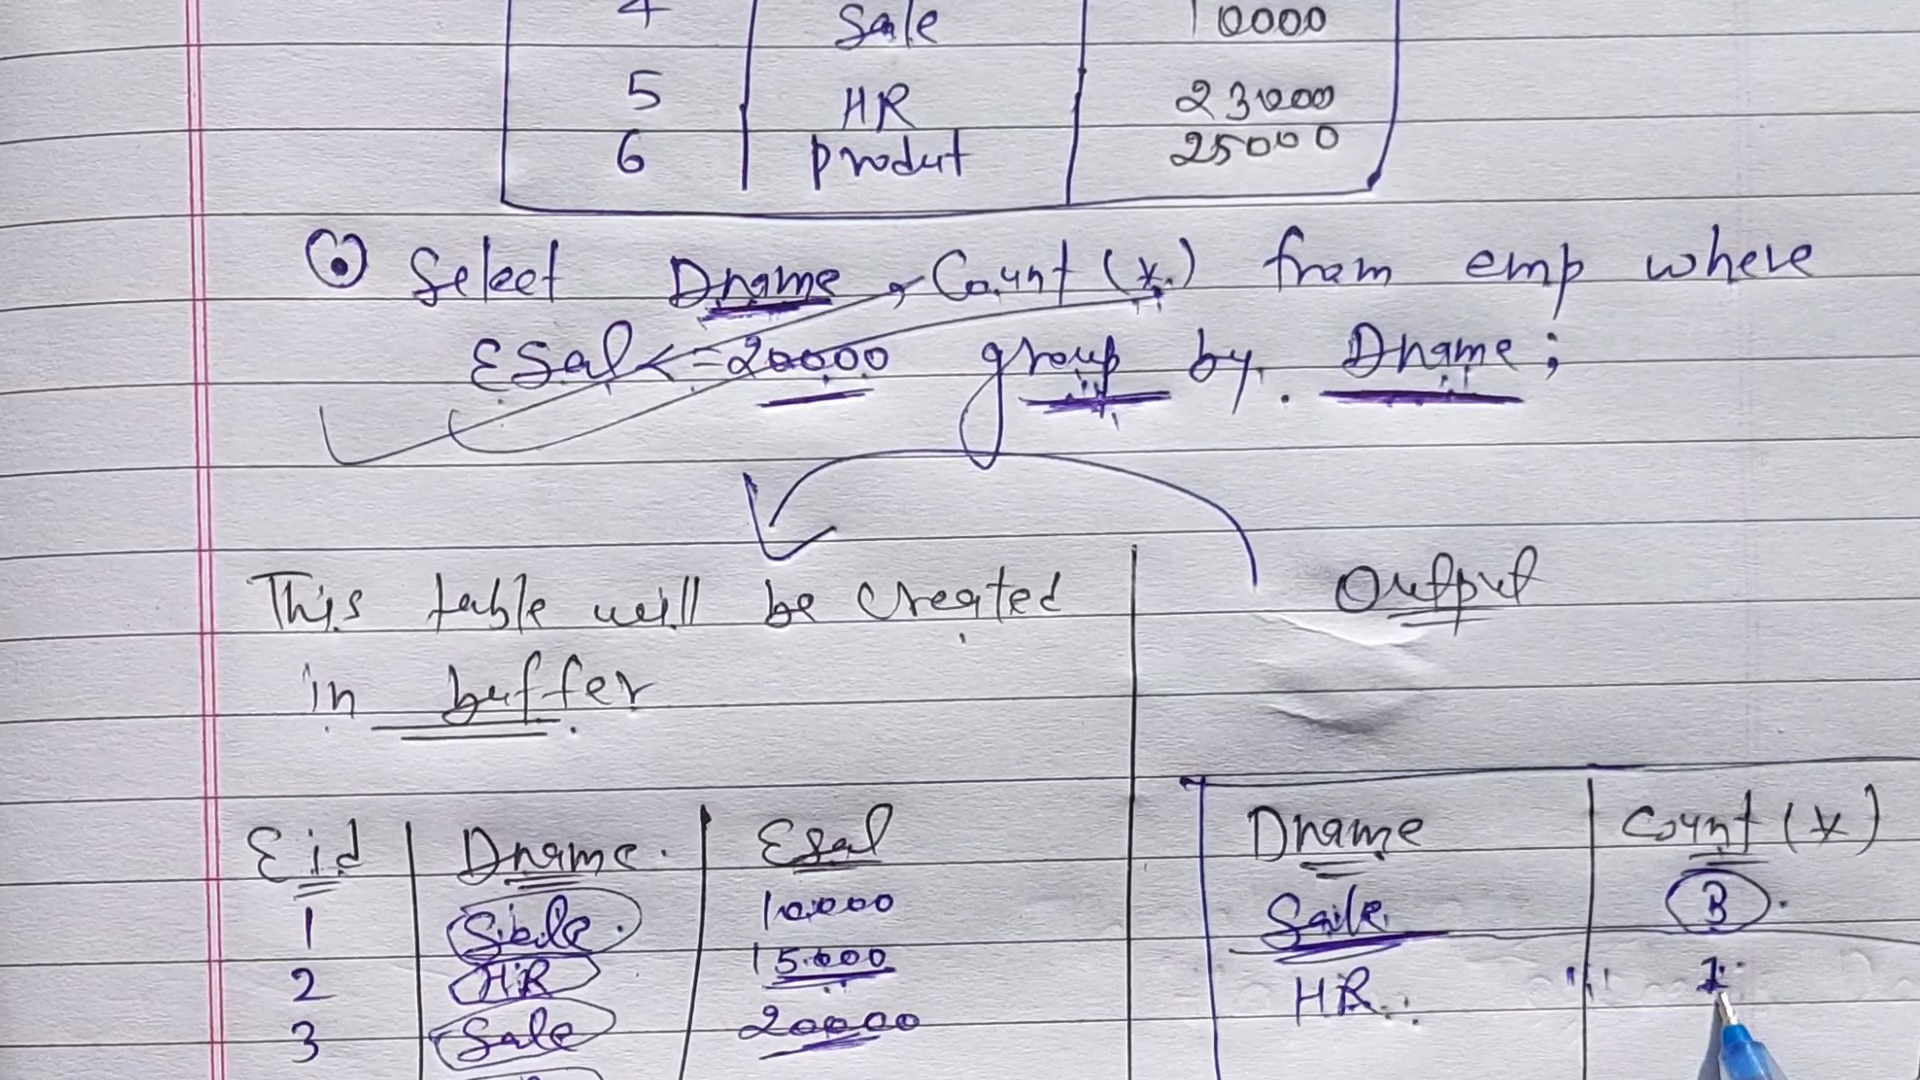 4 Sale 10000
5 HR 23000
6 Produt 25000
Select Dname, Count (*) from emp where
ESal <= 20000 group by Dname;
This table will be created
in buffer
Output
Eid Dname Esal
1 Sale 10000
2 HR 15000
3 Sale 20000
Dname Count (*)
Sale 3
HR 1